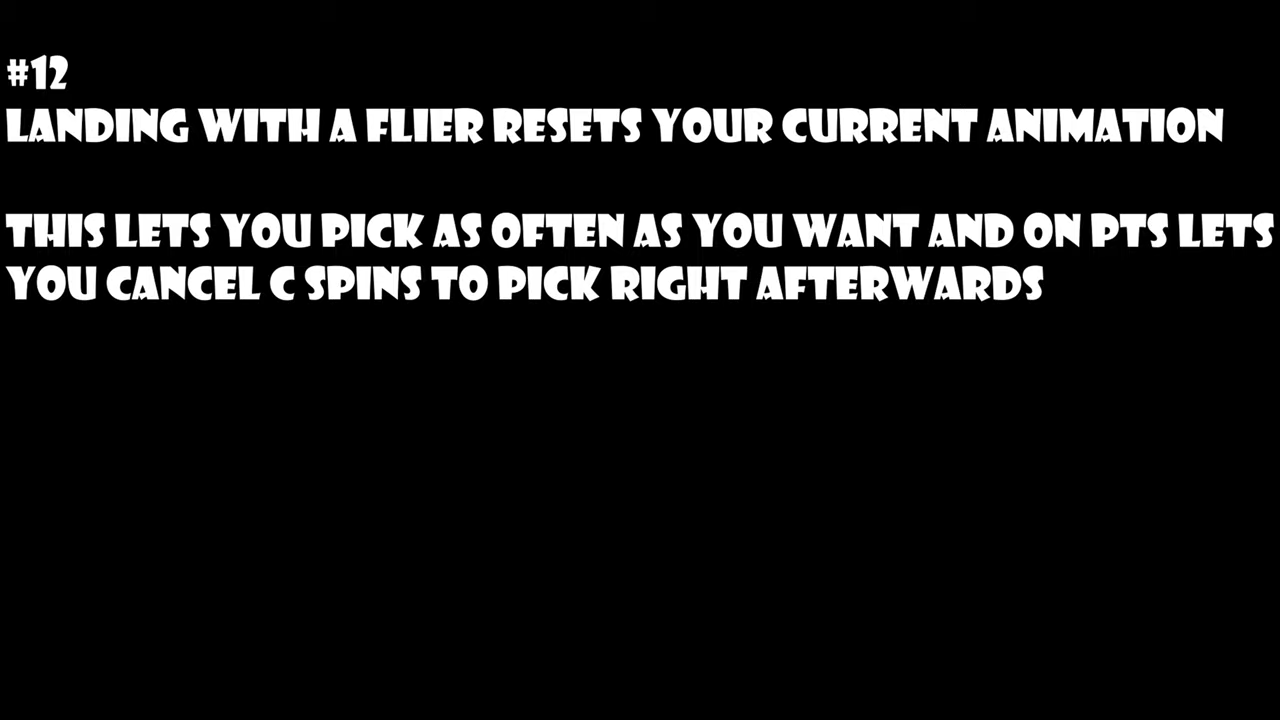 #12
LANDING WITH A FLIER RESETS YOUR CURRENT ANIMATION
THIS LETS YOU PICK AS OFTEN AS YOU WANT AND ON PTS LETS
YOU CANCEL C SPINS TO PICK RIGHT AFTERWARDS